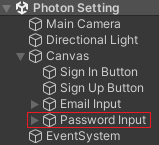 Photon Setting
Main Camera
Directional Light
Canvas
Sign In Button
Sign Up Button
Email Input
Password Input
EventSystem